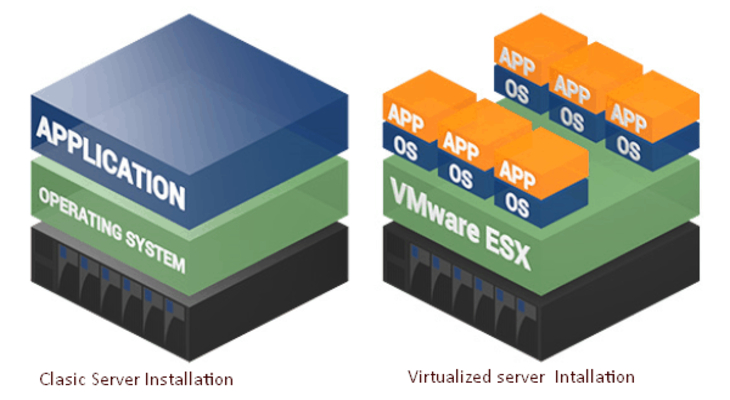 APPLICATION
OPERATING SYSTEM
Clasic Server Installation
APP
OS
APP
OS
APP
OS
APP
OS
APP
OS
APP
OS
VMware ESX
Virtualized server Intallation